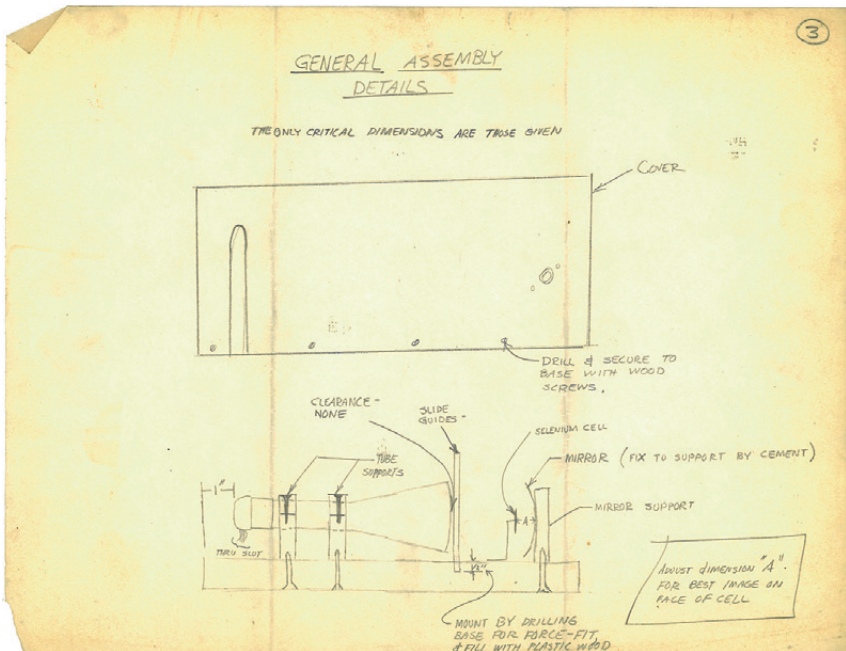 3
GENERAL ASSEMBLY
DETAILS
THE ONLY CRITICAL DIMENSIONS ARE THOSE GIVEN
COVER
DRILL & SECURE TO
BASE WITH WOOD
SCREWS.
CLEARANCE-
NONE
SLIDE
GUIDES-
SELENIUM CELL
TUBE
SUPPORTS
MIRROR (FIX TO SUPPORT BY CEMENT)
1"
"A"
MIRROR SUPPORT
THRU SLOT
1/2"
ADJUST DIMENSION "A"
FOR BEST IMAGE ON
FACE OF CELL
MOUNT BY DRILLING
BASE FOR FORCE-FIT,
& FILL WITH PLASTIC WOOD